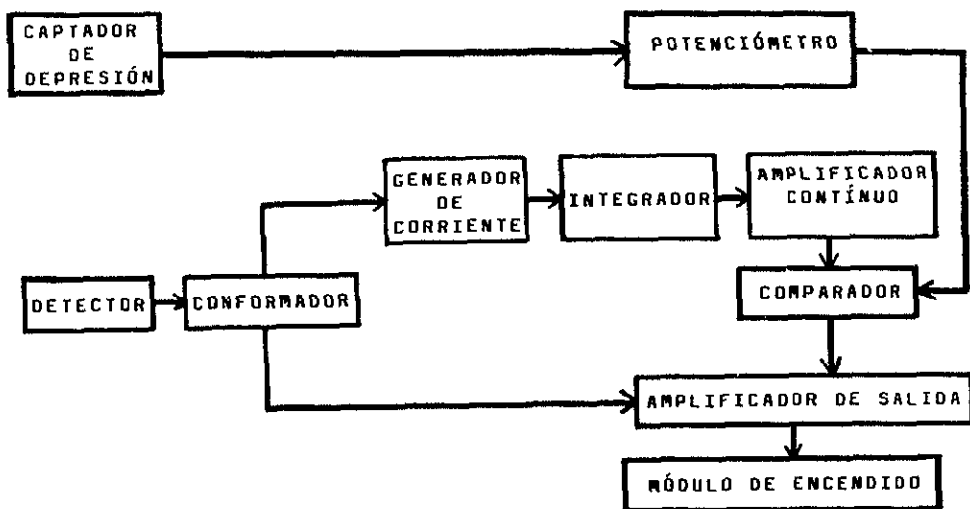 CAPTADOR
DE
DEPRESIÓN
POTENCIÓMETRO
GENERADOR
DE
CORRIENTE
INTEGRADOR
AMPLIFICADOR
CONTÍNUO
DETECTOR
CONFORMADOR
COMPARADOR
AMPLIFICADOR DE SALIDA
MÓDULO DE ENCENDIDO